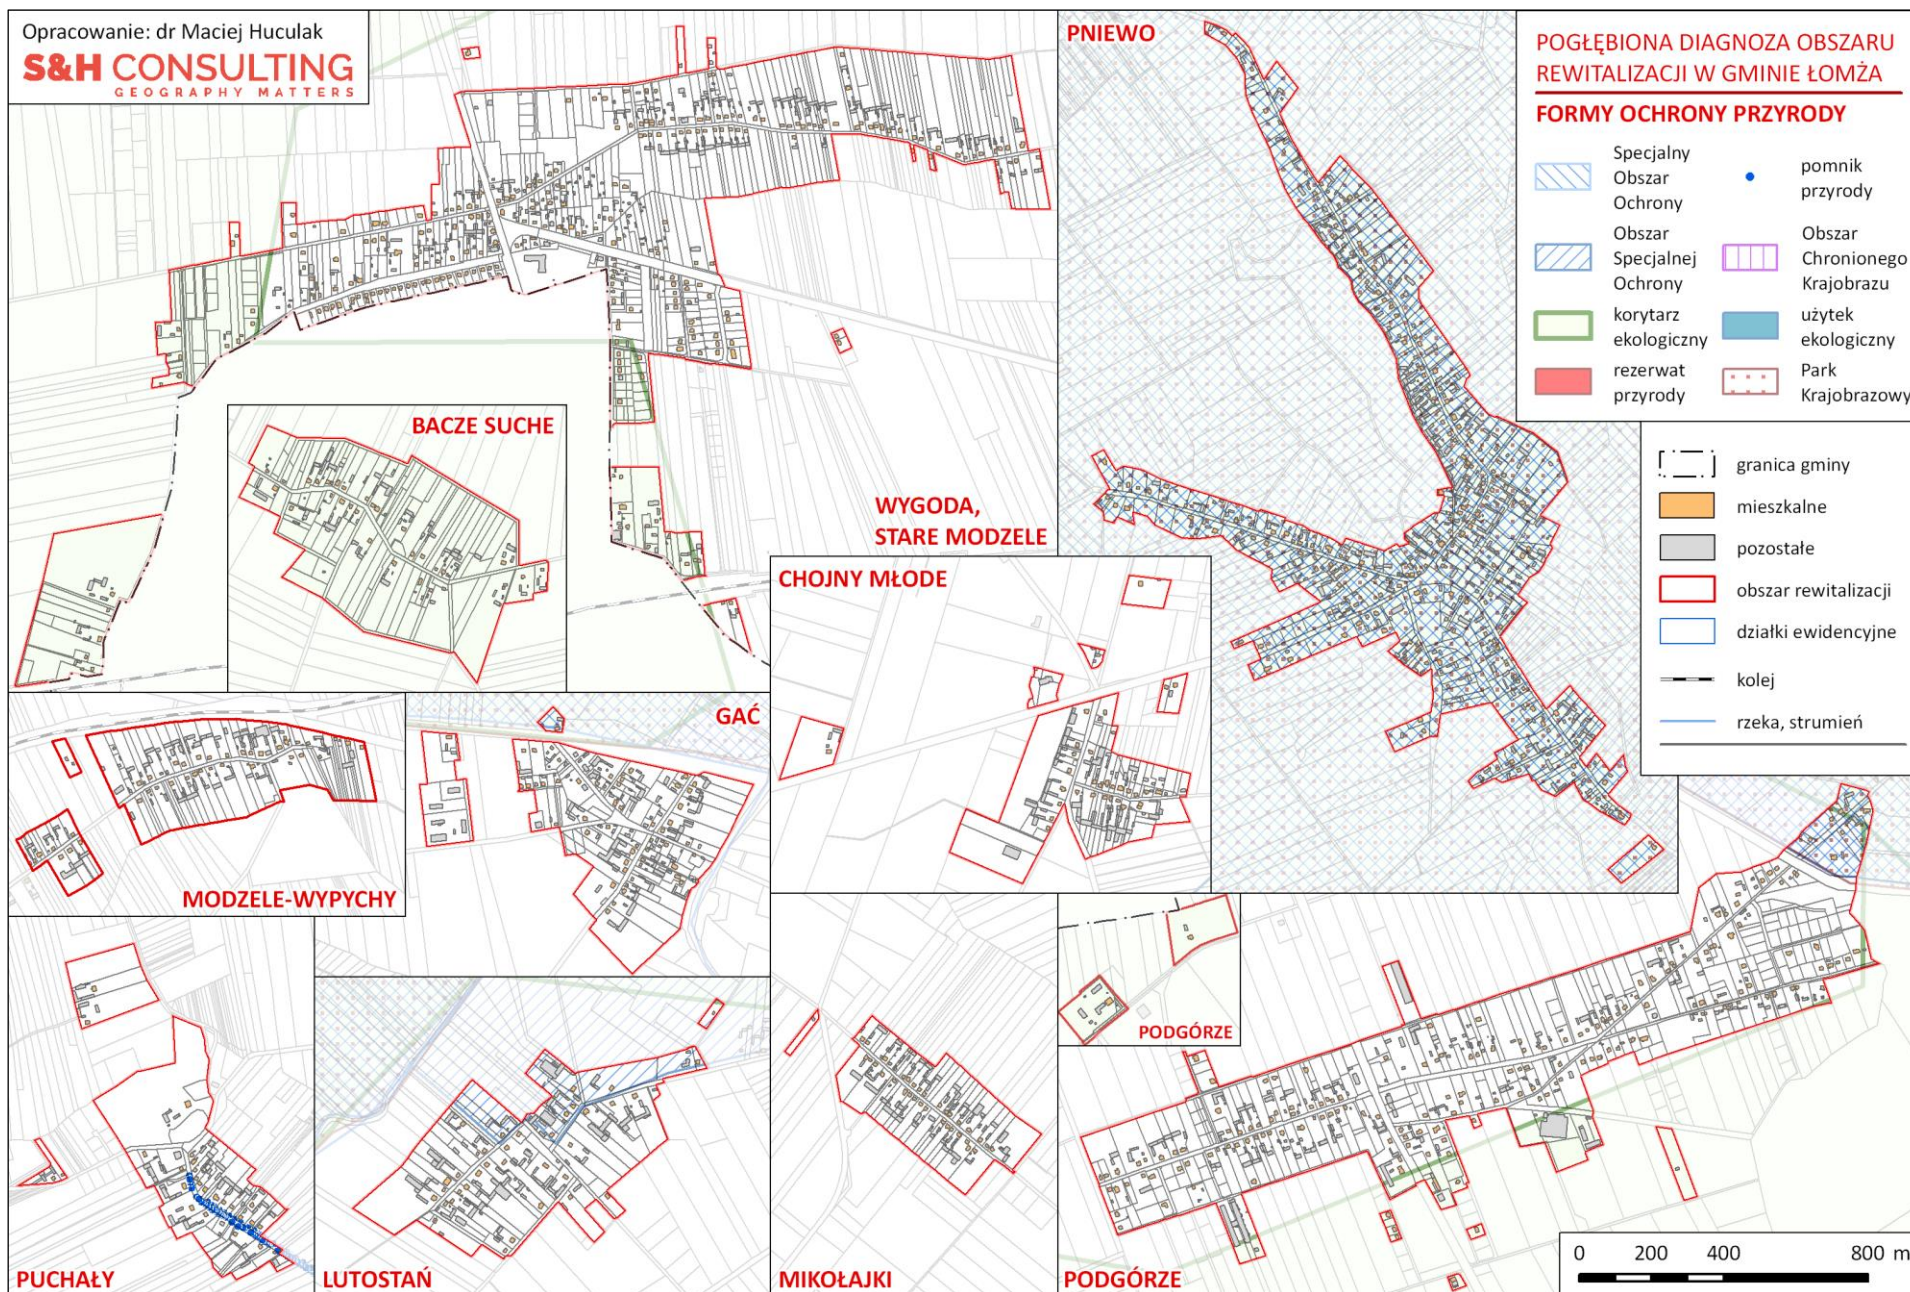 Opracowanie: dr Maciej Huculak
S&H CONSULTING
GEOGRAPHY MATTERS
PNIEWO
POGŁĘBIONA DIAGNOZA OBSZARU
REWITALIZACJI W GMINIE ŁOMŻA
FORMY OCHRONY PRZYRODY
Specjalny
Obszar
Ochrony
pomnik
przyrody
Obszar
Specjalnej
Ochrony
Obszar
Chronionego
Krajobrazu
korytarz
ekologiczny
użytek
ekologiczny
rezerwat
przyrody
Park
Krajobrazowy
granica gminy
mieszkalne
pozostałe
obszar rewitalizacji
działki ewidencyjne
kolej
rzeka, strumień
BACZE SUCHE
WYGODA,
STARE MODZELE
CHOJNY MŁODE
GAĆ
MODZELE-WYPYCHY
PODGÓRZE
PUCHAŁY
LUTOSTAŃ
MIKOŁAJKI
PODGÓRZE
0 200 400 800 m